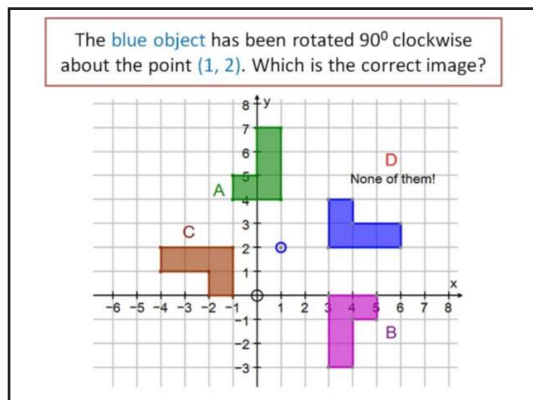 The blue object has been rotated 90⁰ clockwise
about the point (1, 2). Which is the correct image?
8 y
7
6
D
5
None of them!
A
4
3
C
2
1
x
−6 −5 −4 −3 −2 −1 1 2 3 4 5 6 7 8
−1
B
−2
−3